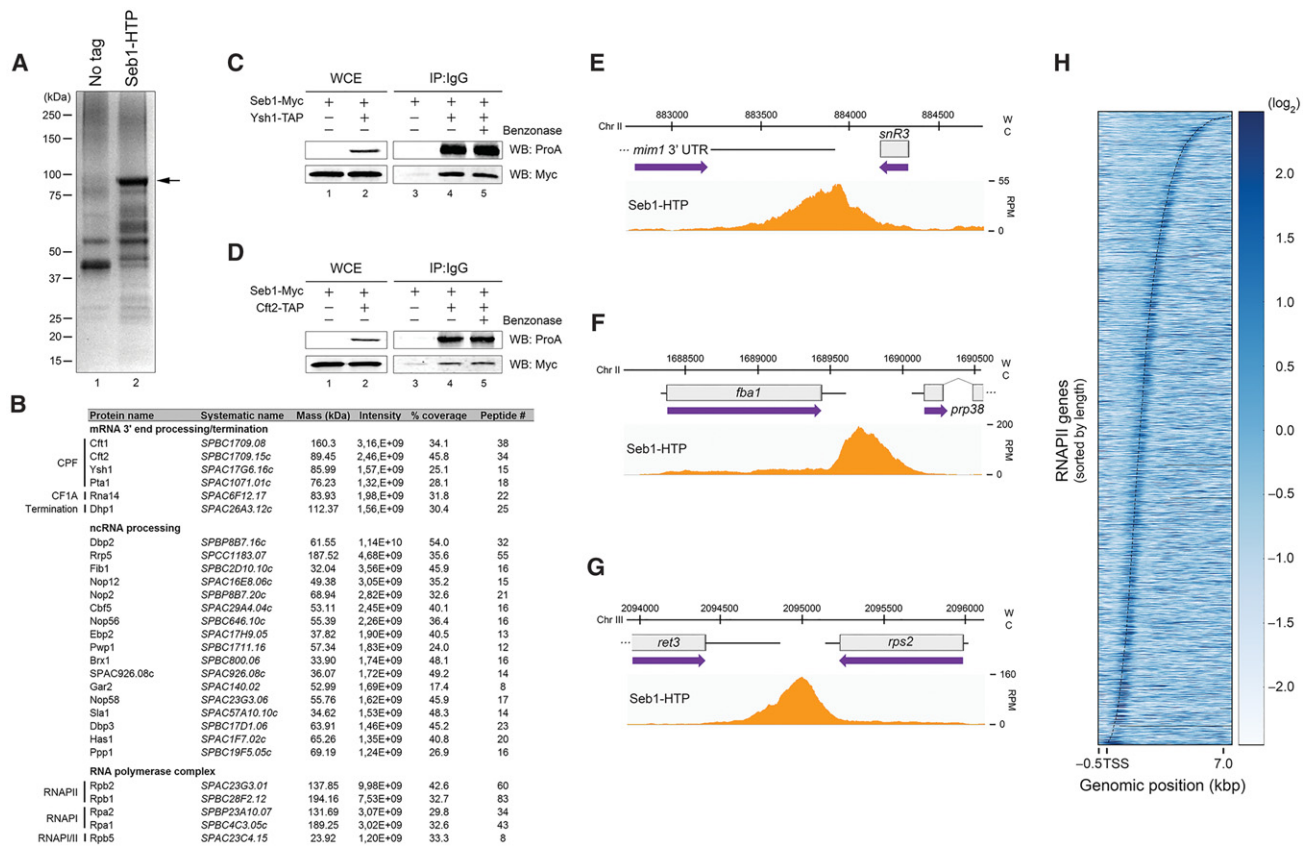 A
No tag
Seb1-HTP
(kDa)
250
150
100
75
50
37
25
20
15
1 2
B
Protein name Systematic name Mass (kDa) Intensity % coverage Peptide #
mRNA 3' end processing/termination
CPF
Cft1 SPBC1709.08 160.3 3,16,E+09 34.1 38
Cft2 SPBC1709.15c 89.45 2,46,E+09 45.8 34
Ysh1 SPAC17G6.16c 85.99 1,57,E+09 25.1 15
Pta1 SPAC1071.01c 76.23 1,32,E+09 28.1 18
CF1A Rna14 SPAC6F12.17 83.93 1,98,E+09 31.8 22
Termination Dhp1 SPAC26A3.12c 112.37 1,56,E+09 30.4 25
ncRNA processing
Dbp2 SPBP8B7.16c 61.55 1,14E+10 54.0 32
Rrp5 SPCC1183.07 187.52 4,68E+09 35.6 55
Fib1 SPBC2D10.10c 32.04 3,56E+09 45.9 16
Nop12 SPAC16E8.06c 49.38 3,05E+09 35.2 15
Nop2 SPBP8B7.20c 68.94 2,82E+09 32.6 21
Cbf5 SPAC29A4.04c 53.11 2,45E+09 40.1 16
Nop56 SPBC646.10c 55.39 2,26E+09 36.4 16
Ebp2 SPAC17H9.05 37.82 1,90E+09 40.5 13
Pwp1 SPBC1711.16 57.34 1,83E+09 24.0 12
Brx1 SPBC800.06 33.90 1,74E+09 48.1 16
SPAC926.08c SPAC926.08c 36.07 1,72E+09 49.2 14
Gar2 SPAC140.02 52.99 1,69E+09 17.4 8
Nop58 SPAC23G3.06 55.76 1,62E+09 45.9 17
Sla1 SPAC57A10.10c 34.62 1,53E+09 48.3 14
Dbp3 SPBC17D1.06 63.91 1,46E+09 45.2 23
Has1 SPAC1F7.02c 65.26 1,35E+09 40.8 20
Ppp1 SPBC19F5.05c 69.19 1,24E+09 26.9 16
RNA polymerase complex
RNAPII
Rpb2 SPAC23G3.01 137.85 9,98E+09 42.6 60
Rpb1 SPBC28F2.12 194.16 7,53E+09 32.7 83
RNAPI
Rpa2 SPBP23A10.07 131.69 3,07E+09 29.8 34
Rpa1 SPBC4C3.05c 189.25 3,02E+09 32.6 43
RNAPI/II Rpb5 SPAC23C4.15 23.92 1,20E+09 33.3 8
C
WCE IP:IgG
Seb1-Myc + + + + +
Ysh1-TAP − + − + +
+ Benzonase
WB: ProA
WB: Myc
1 2 3 4 5
D
WCE IP:IgG
Seb1-Myc + + + + +
Cft2-TAP − + − + +
+ Benzonase
WB: ProA
WB: Myc
1 2 3 4 5
E
883000 883500 884000 884500
Chr II
W
C
snR3
... mim1 3' UTR
Seb1-HTP
55
0
RPM
F
1688500 1689000 1689500 1690000 1690500
Chr II
W
C
fba1
prp38
...
Seb1-HTP
200
0
RPM
G
2094000 2094500 2095000 2095500 2096000
Chr III
W
C
... ret3 rps2
Seb1-HTP
160
0
RPM
H
(log2)
RNAPII genes
(sorted by length)
2.0
1.5
1.0
0.5
0.0
−0.5
−1.0
−1.5
−2.0
−0.5TSS 7.0
Genomic position (kbp)